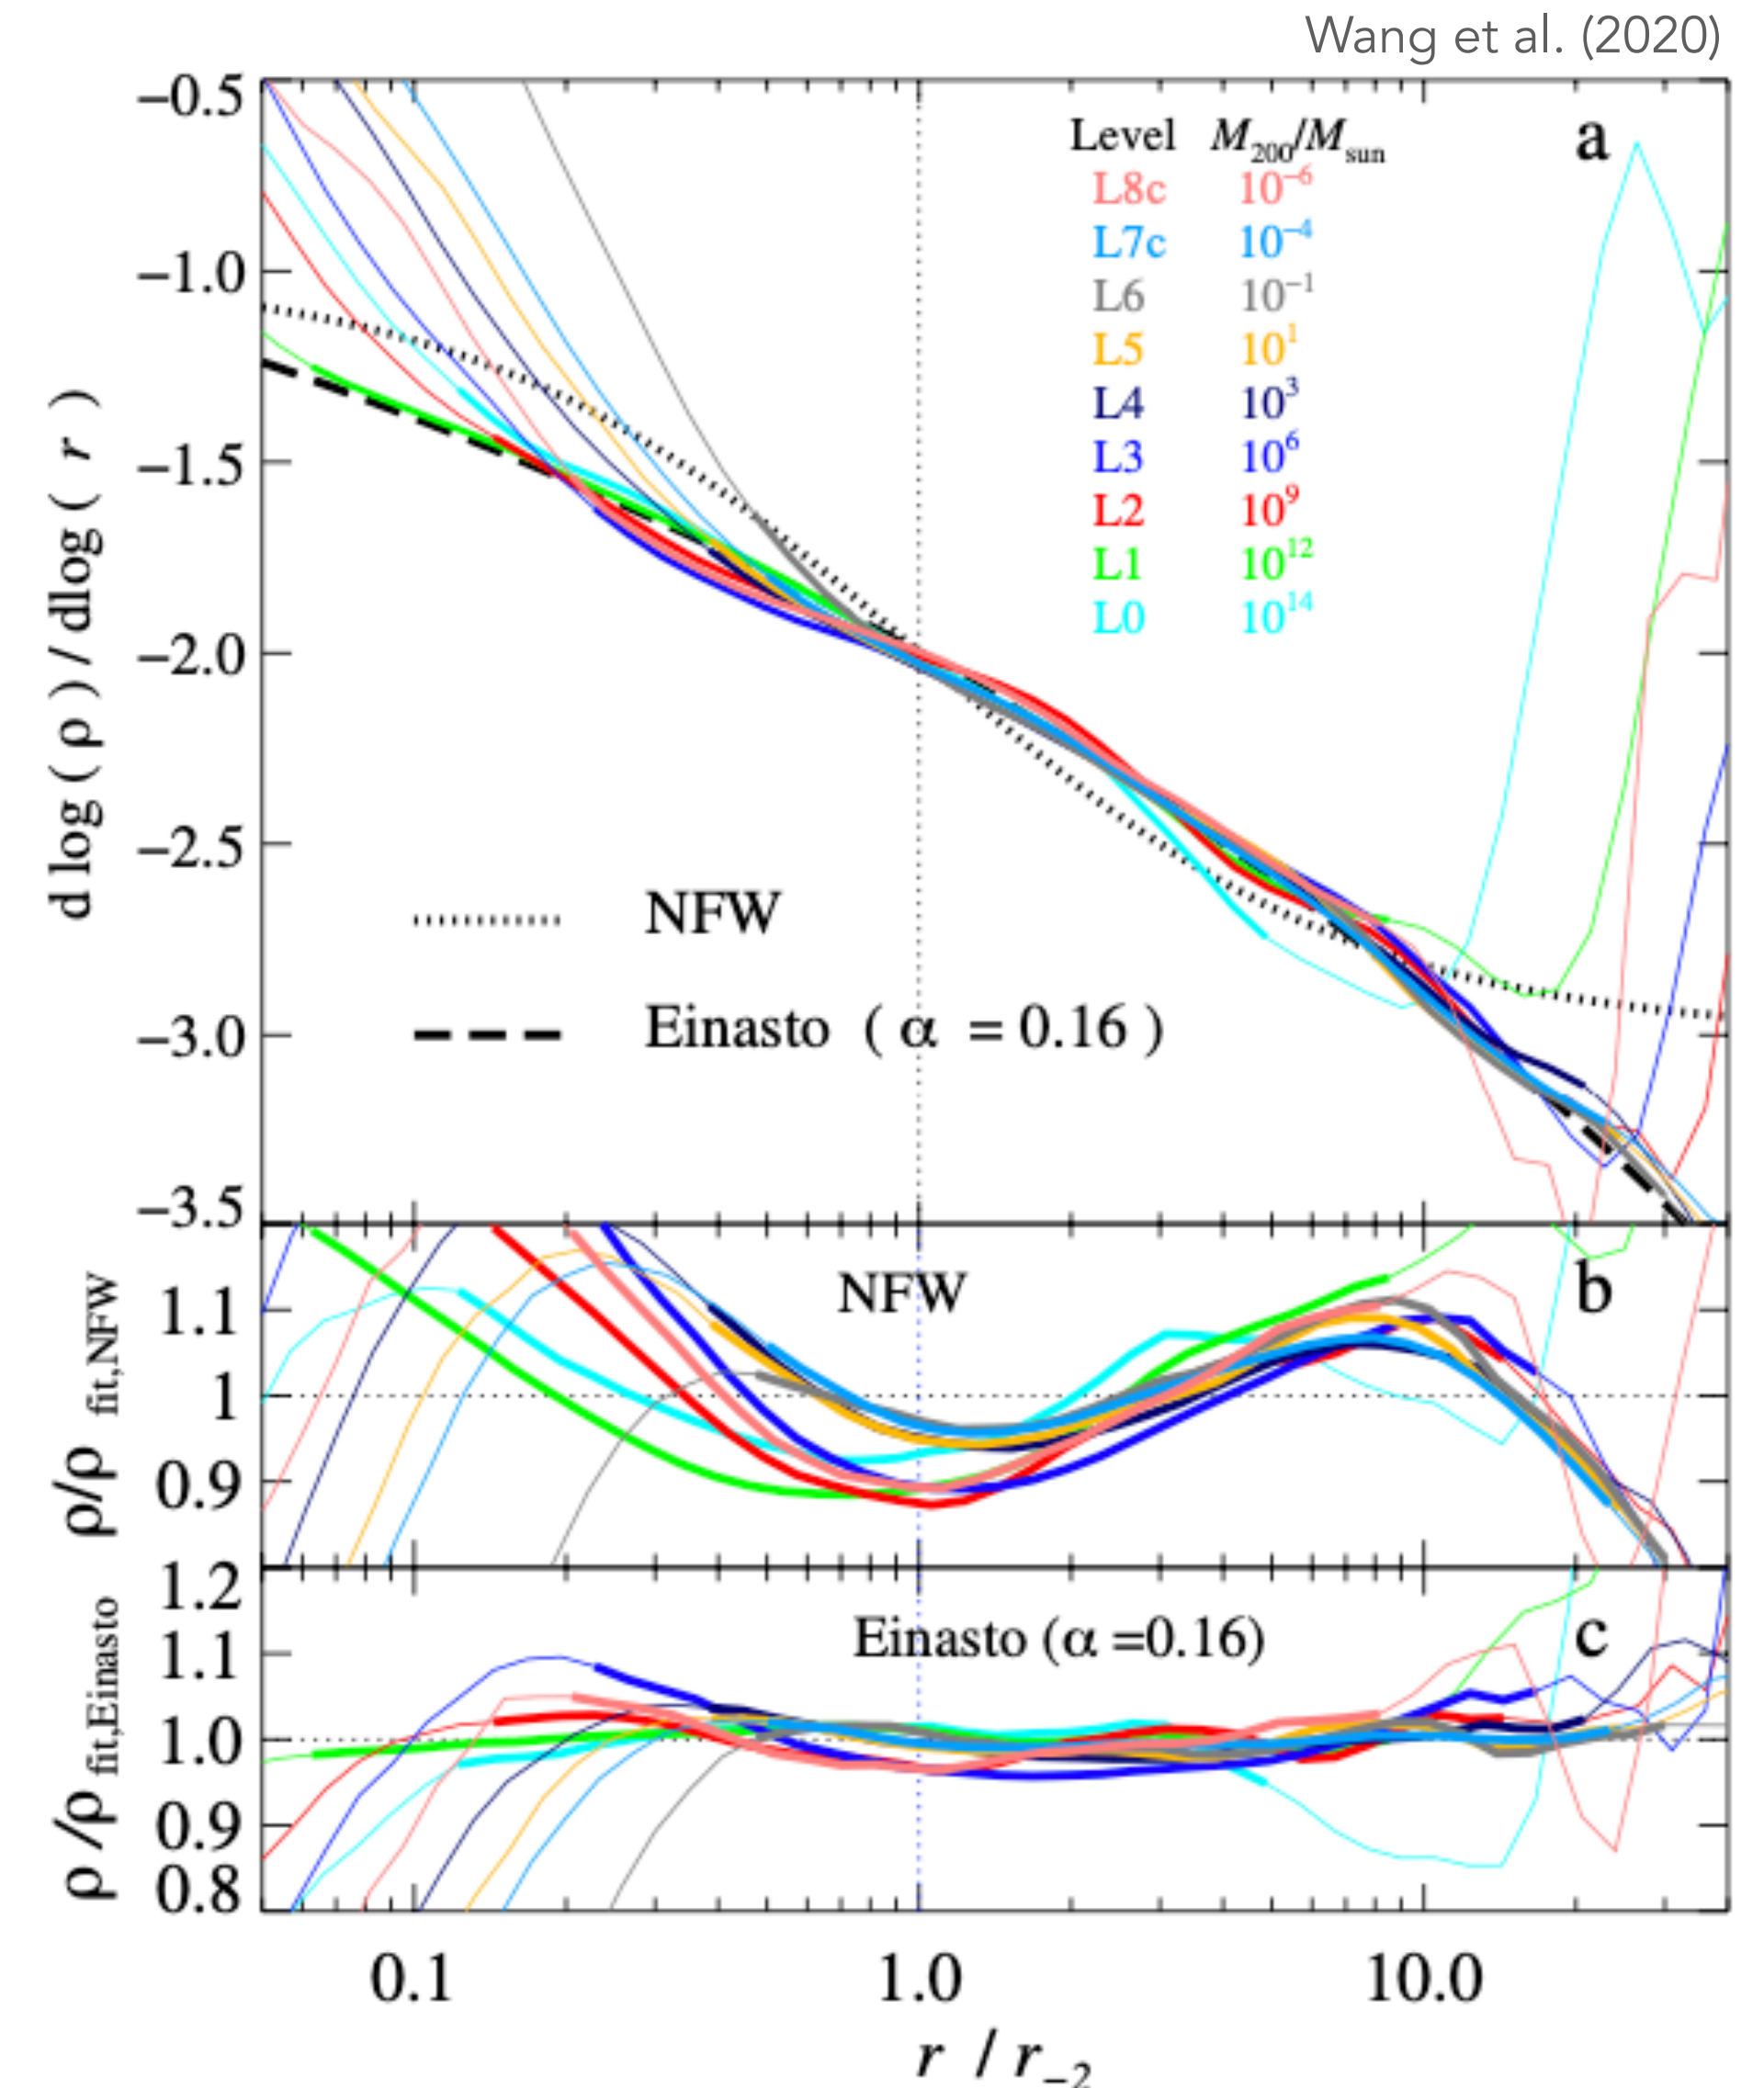 Wang et al. (2020)
a
Level M200/Msun
L8c 10−6
L7c 10−4
L6 10−1
L5 101
L4 103
L3 106
L2 109
L1 1012
L0 1014
−0.5
−1.0
−1.5
−2.0
−2.5
−3.0
−3.5
d log ( ρ ) / dlog ( r )
NFW
Einasto ( α = 0.16 )
NFW
b
1.1
1
0.9
ρ/ρ fit,NFW
Einasto (α =0.16)
c
1.2
1.1
1.0
0.9
0.8
ρ /ρ fit,Einasto
0.1 1.0 10.0
r / r−2